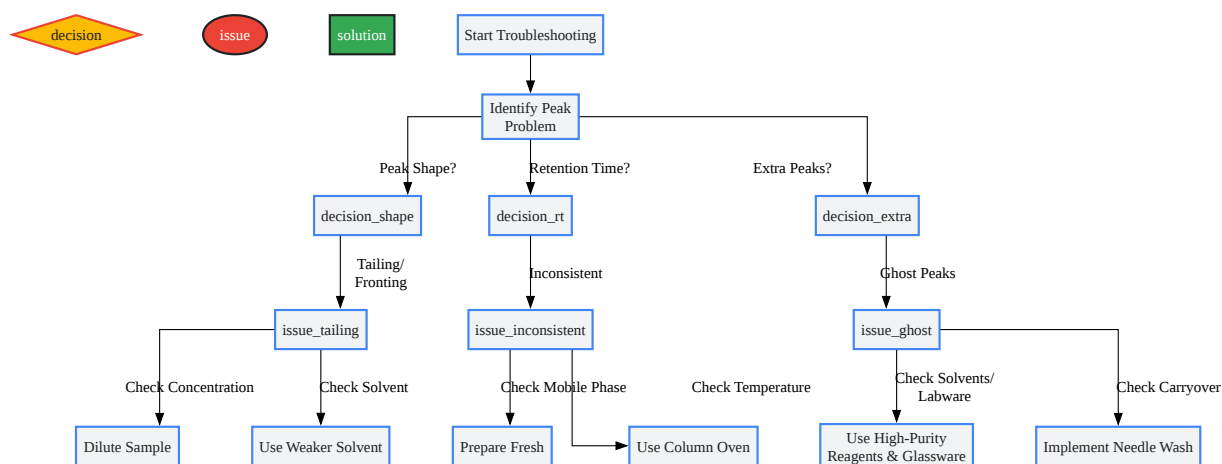 decision
issue
solution
Start Troubleshooting
Identify Peak
Problem
Peak Shape?
Retention Time?
Extra Peaks?
decision_shape
decision_rt
decision_extra
Tailing/
Fronting
Inconsistent
Ghost Peaks
issue_tailing
issue_inconsistent
issue_ghost
Check Concentration
Check Solvent
Check Mobile Phase
Check Temperature
Check Solvents/
Labware
Check Carryover
Dilute Sample
Use Weaker Solvent
Prepare Fresh
Use Column Oven
Use High-Purity
Reagents & Glassware
Implement Needle Wash